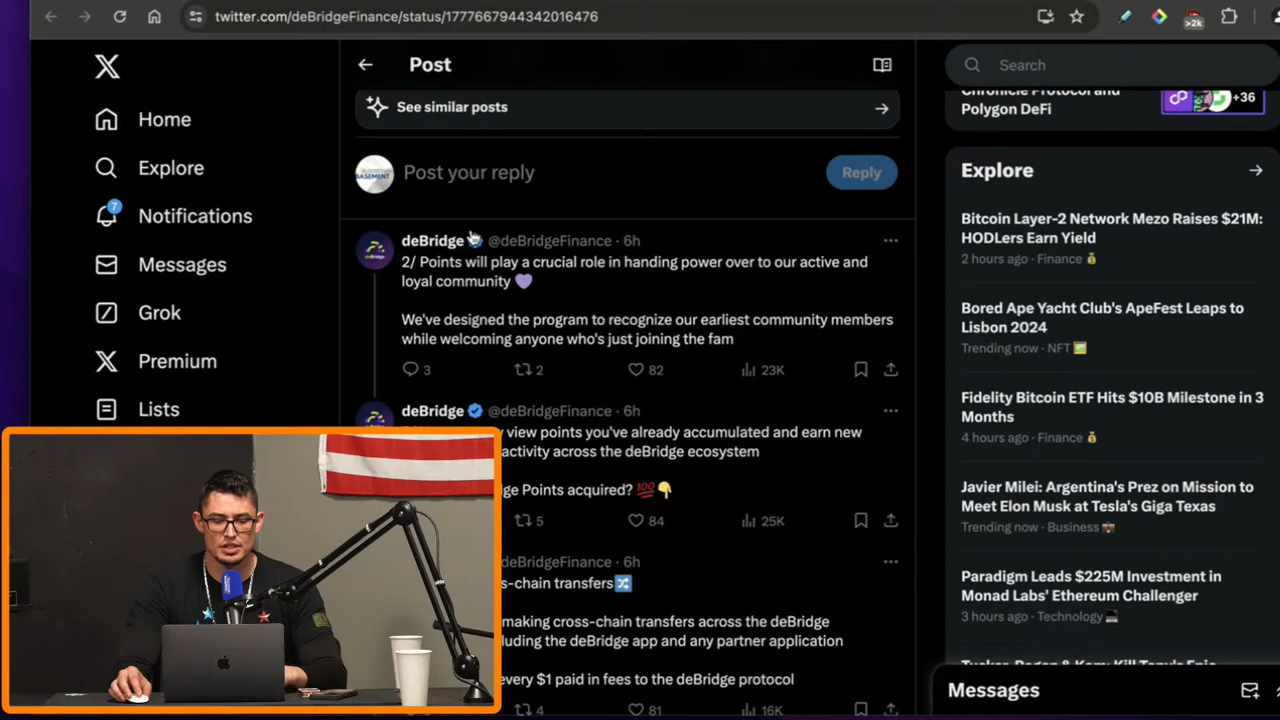 twitter.com/deBridgeFinance/status/1777667944342016476
>2k
X
Post
Search
Home
Explore
Notifications
7
Messages
Grok
Premium
Lists
See similar posts
BASEMENT
Post your reply
Reply
deBridge @deBridgeFinance · 6h
2/ Points will play a crucial role in handing power over to our active and
loyal community 💜
We've designed the program to recognize our earliest community members
while welcoming anyone who's just joining the fam
3 2 82 23K
deBridge @deBridgeFinance · 6h
view points you've already accumulated and earn new
activity across the deBridge ecosystem
ge Points acquired? 💯👇
5 84 25K
deBridgeFinance · 6h
s-chain transfers🔀
making cross-chain transfers across the deBridge
luding the deBridge app and any partner application
every $1 paid in fees to the deBridge protocol
4 81 16K
Chronicle Protocol and
Polygon DeFi
+36
Explore
Bitcoin Layer-2 Network Mezo Raises $21M:
HODLers Earn Yield
2 hours ago · Finance 💰
Bored Ape Yacht Club's ApeFest Leaps to
Lisbon 2024
Trending now · NFT 🖼️
Fidelity Bitcoin ETF Hits $10B Milestone in 3
Months
4 hours ago · Finance 💰
Javier Milei: Argentina's Prez on Mission to
Meet Elon Musk at Tesla's Giga Texas
Trending now · Business 💼
Paradigm Leads $225M Investment in
Monad Labs' Ethereum Challenger
3 hours ago · Technology 💻
Messages